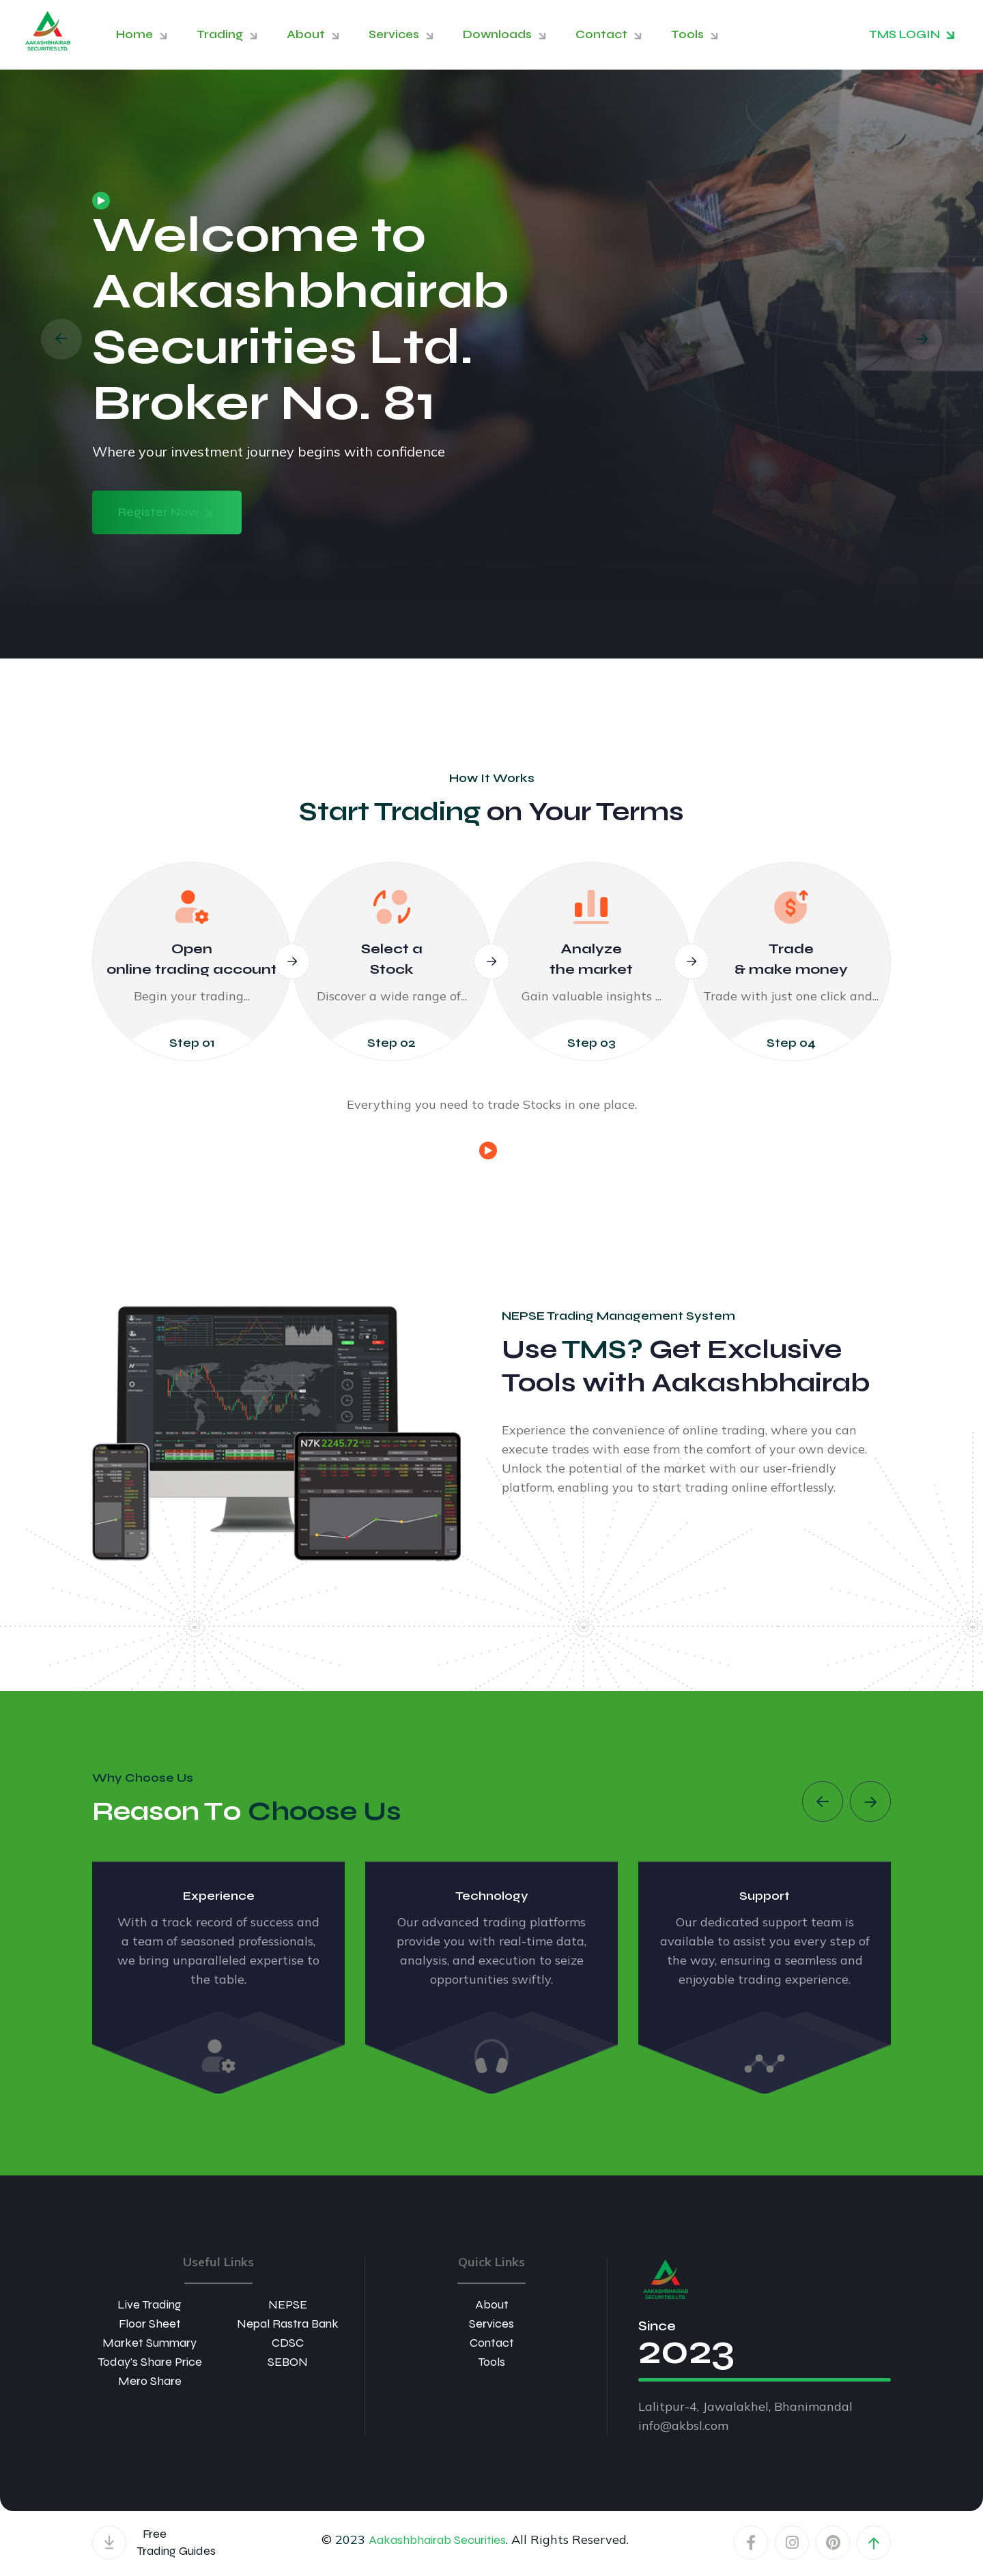 AAKASHBHAIRAB
SECURITIES LTD.
Home
Trading
About
Services
Downloads
Contact
Tools
TMS LOGIN
Welcome to
Aakashbhairab
Securities Ltd.
Broker No. 81
Where your investment journey begins with confidence
Register Now
How It Works
Start Trading on Your Terms
Open
online trading account
Begin your trading...
Step 01
Select a
Stock
Discover a wide range of...
Step 02
Analyze
the market
Gain valuable insights ...
Step 03
Trade
& make money
Trade with just one click and...
Step 04
Everything you need to trade Stocks in one place.
N7K 2245.72
NEPSE Trading Management System
Use TMS? Get Exclusive
Tools with Aakashbhairab
Experience the convenience of online trading, where you can
execute trades with ease from the comfort of your own device.
Unlock the potential of the market with our user-friendly
platform, enabling you to start trading online effortlessly.
Why Choose Us
Reason To Choose Us
Experience
With a track record of success and
a team of seasoned professionals,
we bring unparalleled expertise to
the table.
Technology
Our advanced trading platforms
provide you with real-time data,
analysis, and execution to seize
opportunities swiftly.
Support
Our dedicated support team is
available to assist you every step of
the way, ensuring a seamless and
enjoyable trading experience.
Useful Links
Live Trading
Floor Sheet
Market Summary
Today's Share Price
Mero Share
NEPSE
Nepal Rastra Bank
CDSC
SEBON
Quick Links
About
Services
Contact
Tools
AAKASHBHAIRAB
SECURITIES LTD.
Since
2023
Lalitpur-4, Jawalakhel, Bhanimandal
info@akbsl.com
Free
Trading Guides
© 2023 Aakashbhairab Securities. All Rights Reserved.